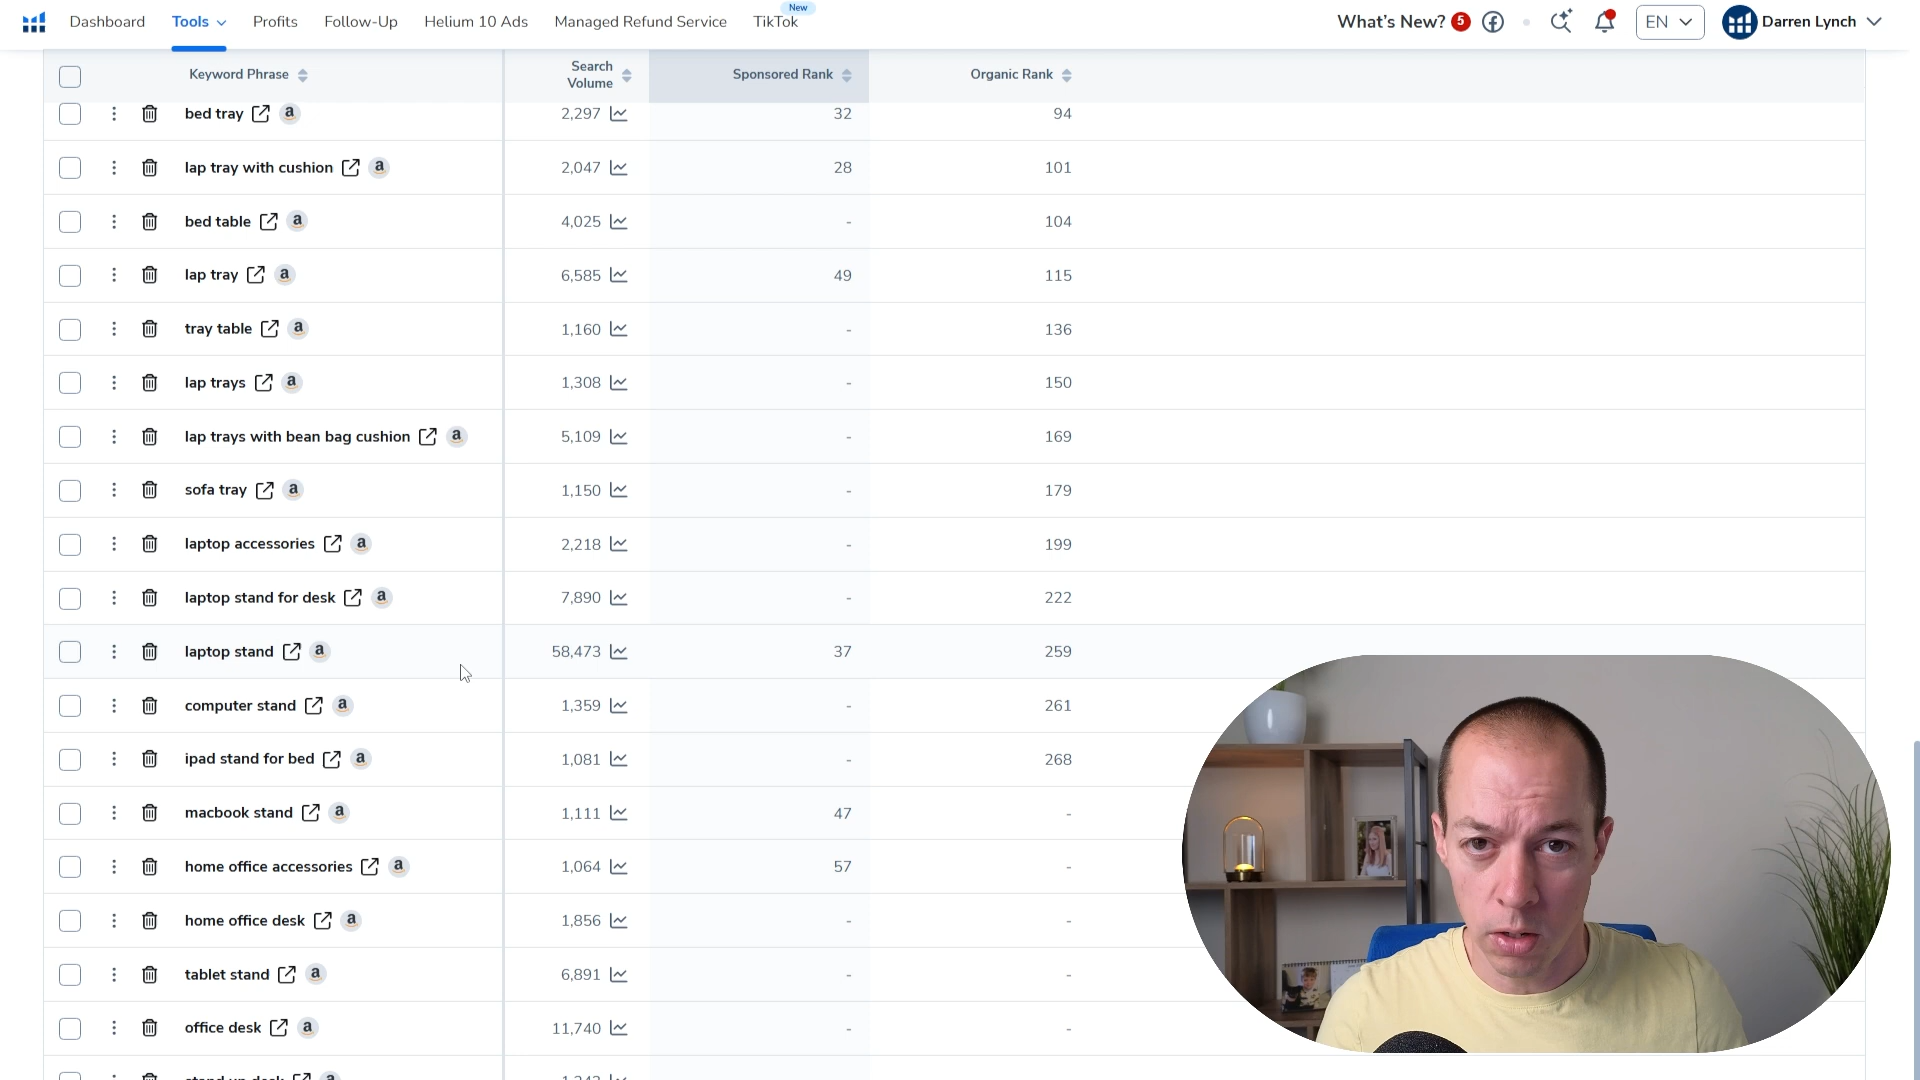 Dashboard Tools Profits Follow-Up Helium 10 Ads Managed Refund Service TikTok New What's New? 5 EN Darren Lynch
Keyword Phrase Search Volume Sponsored Rank Organic Rank
bed tray a 2,297 32 94
lap tray with cushion a 2,047 28 101
bed table a 4,025 - 104
lap tray a 6,585 49 115
tray table a 1,160 - 136
lap trays a 1,308 - 150
lap trays with bean bag cushion a 5,109 - 169
sofa tray a 1,150 - 179
laptop accessories a 2,218 - 199
laptop stand for desk a 7,890 - 222
laptop stand a 58,473 37 259
computer stand a 1,359 - 261
ipad stand for bed a 1,081 - 268
macbook stand a 1,111 47 -
home office accessories a 1,064 57 -
home office desk a 1,856 - -
tablet stand a 6,891 - -
office desk a 11,740 - -